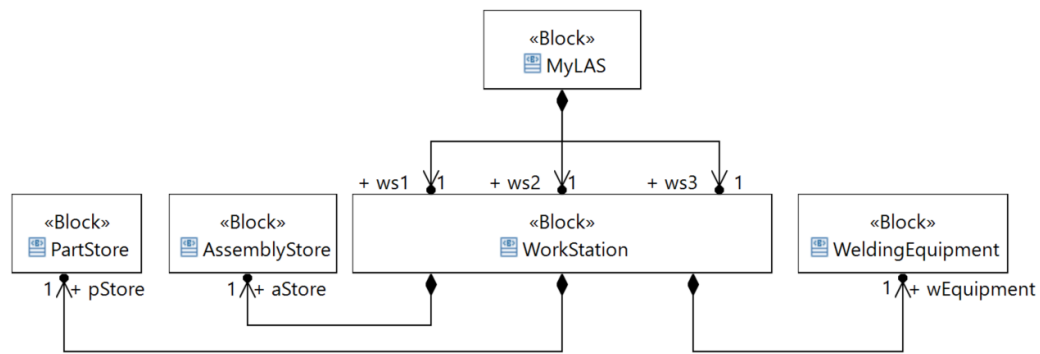 «Block»
MyLAS
+ ws1 1
+ ws2 1
+ ws3 1
«Block»
PartStore
«Block»
AssemblyStore
«Block»
WorkStation
«Block»
WeldingEquipment
1 + pStore
1 + aStore
1 + wEquipment